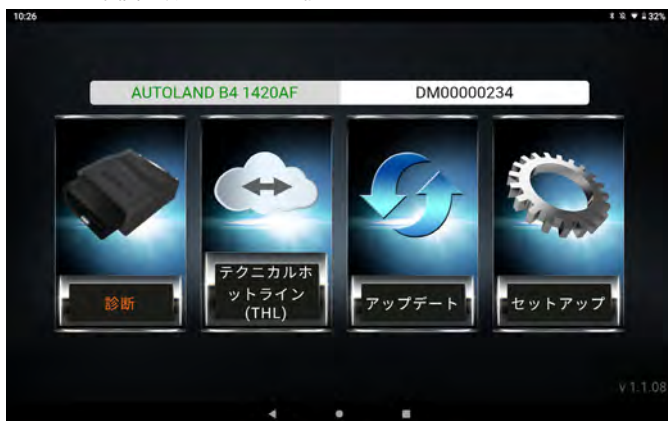 10:26
32%
AUTOLAND B4 1420AF
DM00000234
診断
テクニカルホ
ットライン
(THL)
アップデート
セットアップ
v 1.1.08